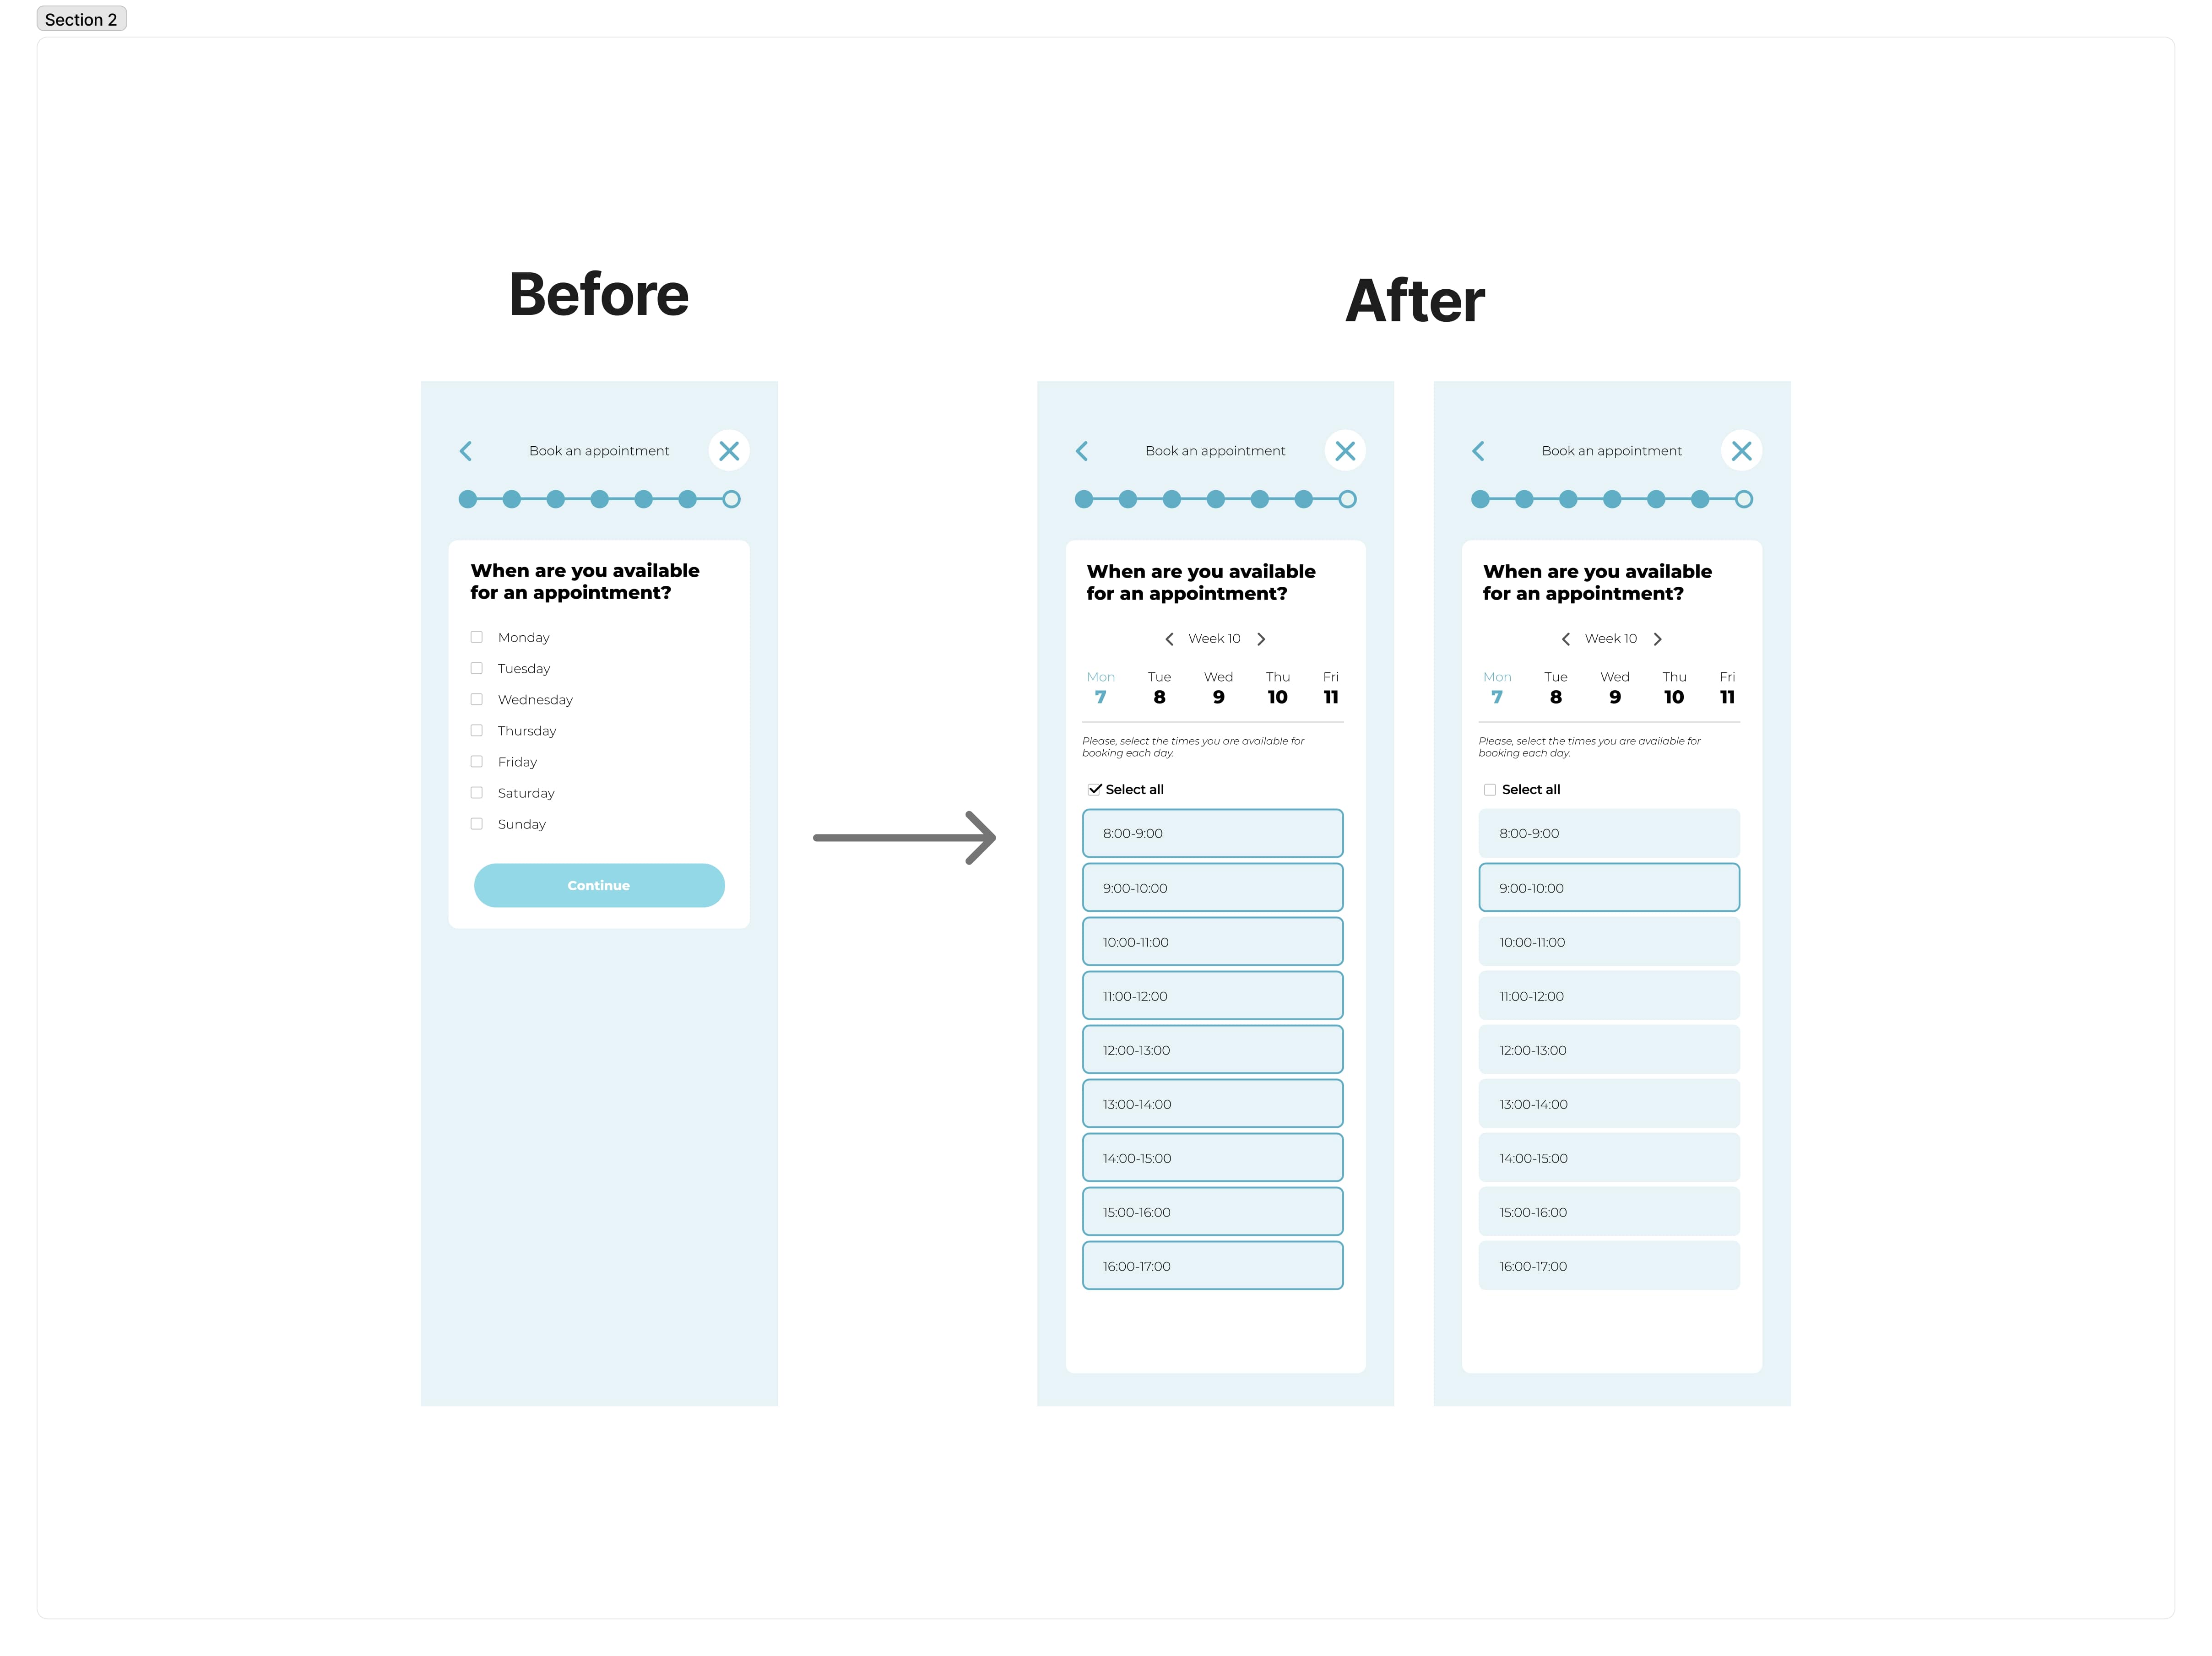 Section 2
Before
After
Book an appointment
When are you available
for an appointment?
Monday
Tuesday
Wednesday
Thursday
Friday
Saturday
Sunday
Continue
Book an appointment
When are you available
for an appointment?
Week 10
Mon Tue Wed Thu Fri
7 8 9 10 11
Please, select the times you are available for
booking each day.
Select all
8:00-9:00
9:00-10:00
10:00-11:00
11:00-12:00
12:00-13:00
13:00-14:00
14:00-15:00
15:00-16:00
16:00-17:00
Book an appointment
When are you available
for an appointment?
Week 10
Mon Tue Wed Thu Fri
7 8 9 10 11
Please, select the times you are available for
booking each day.
Select all
8:00-9:00
9:00-10:00
10:00-11:00
11:00-12:00
12:00-13:00
13:00-14:00
14:00-15:00
15:00-16:00
16:00-17:00